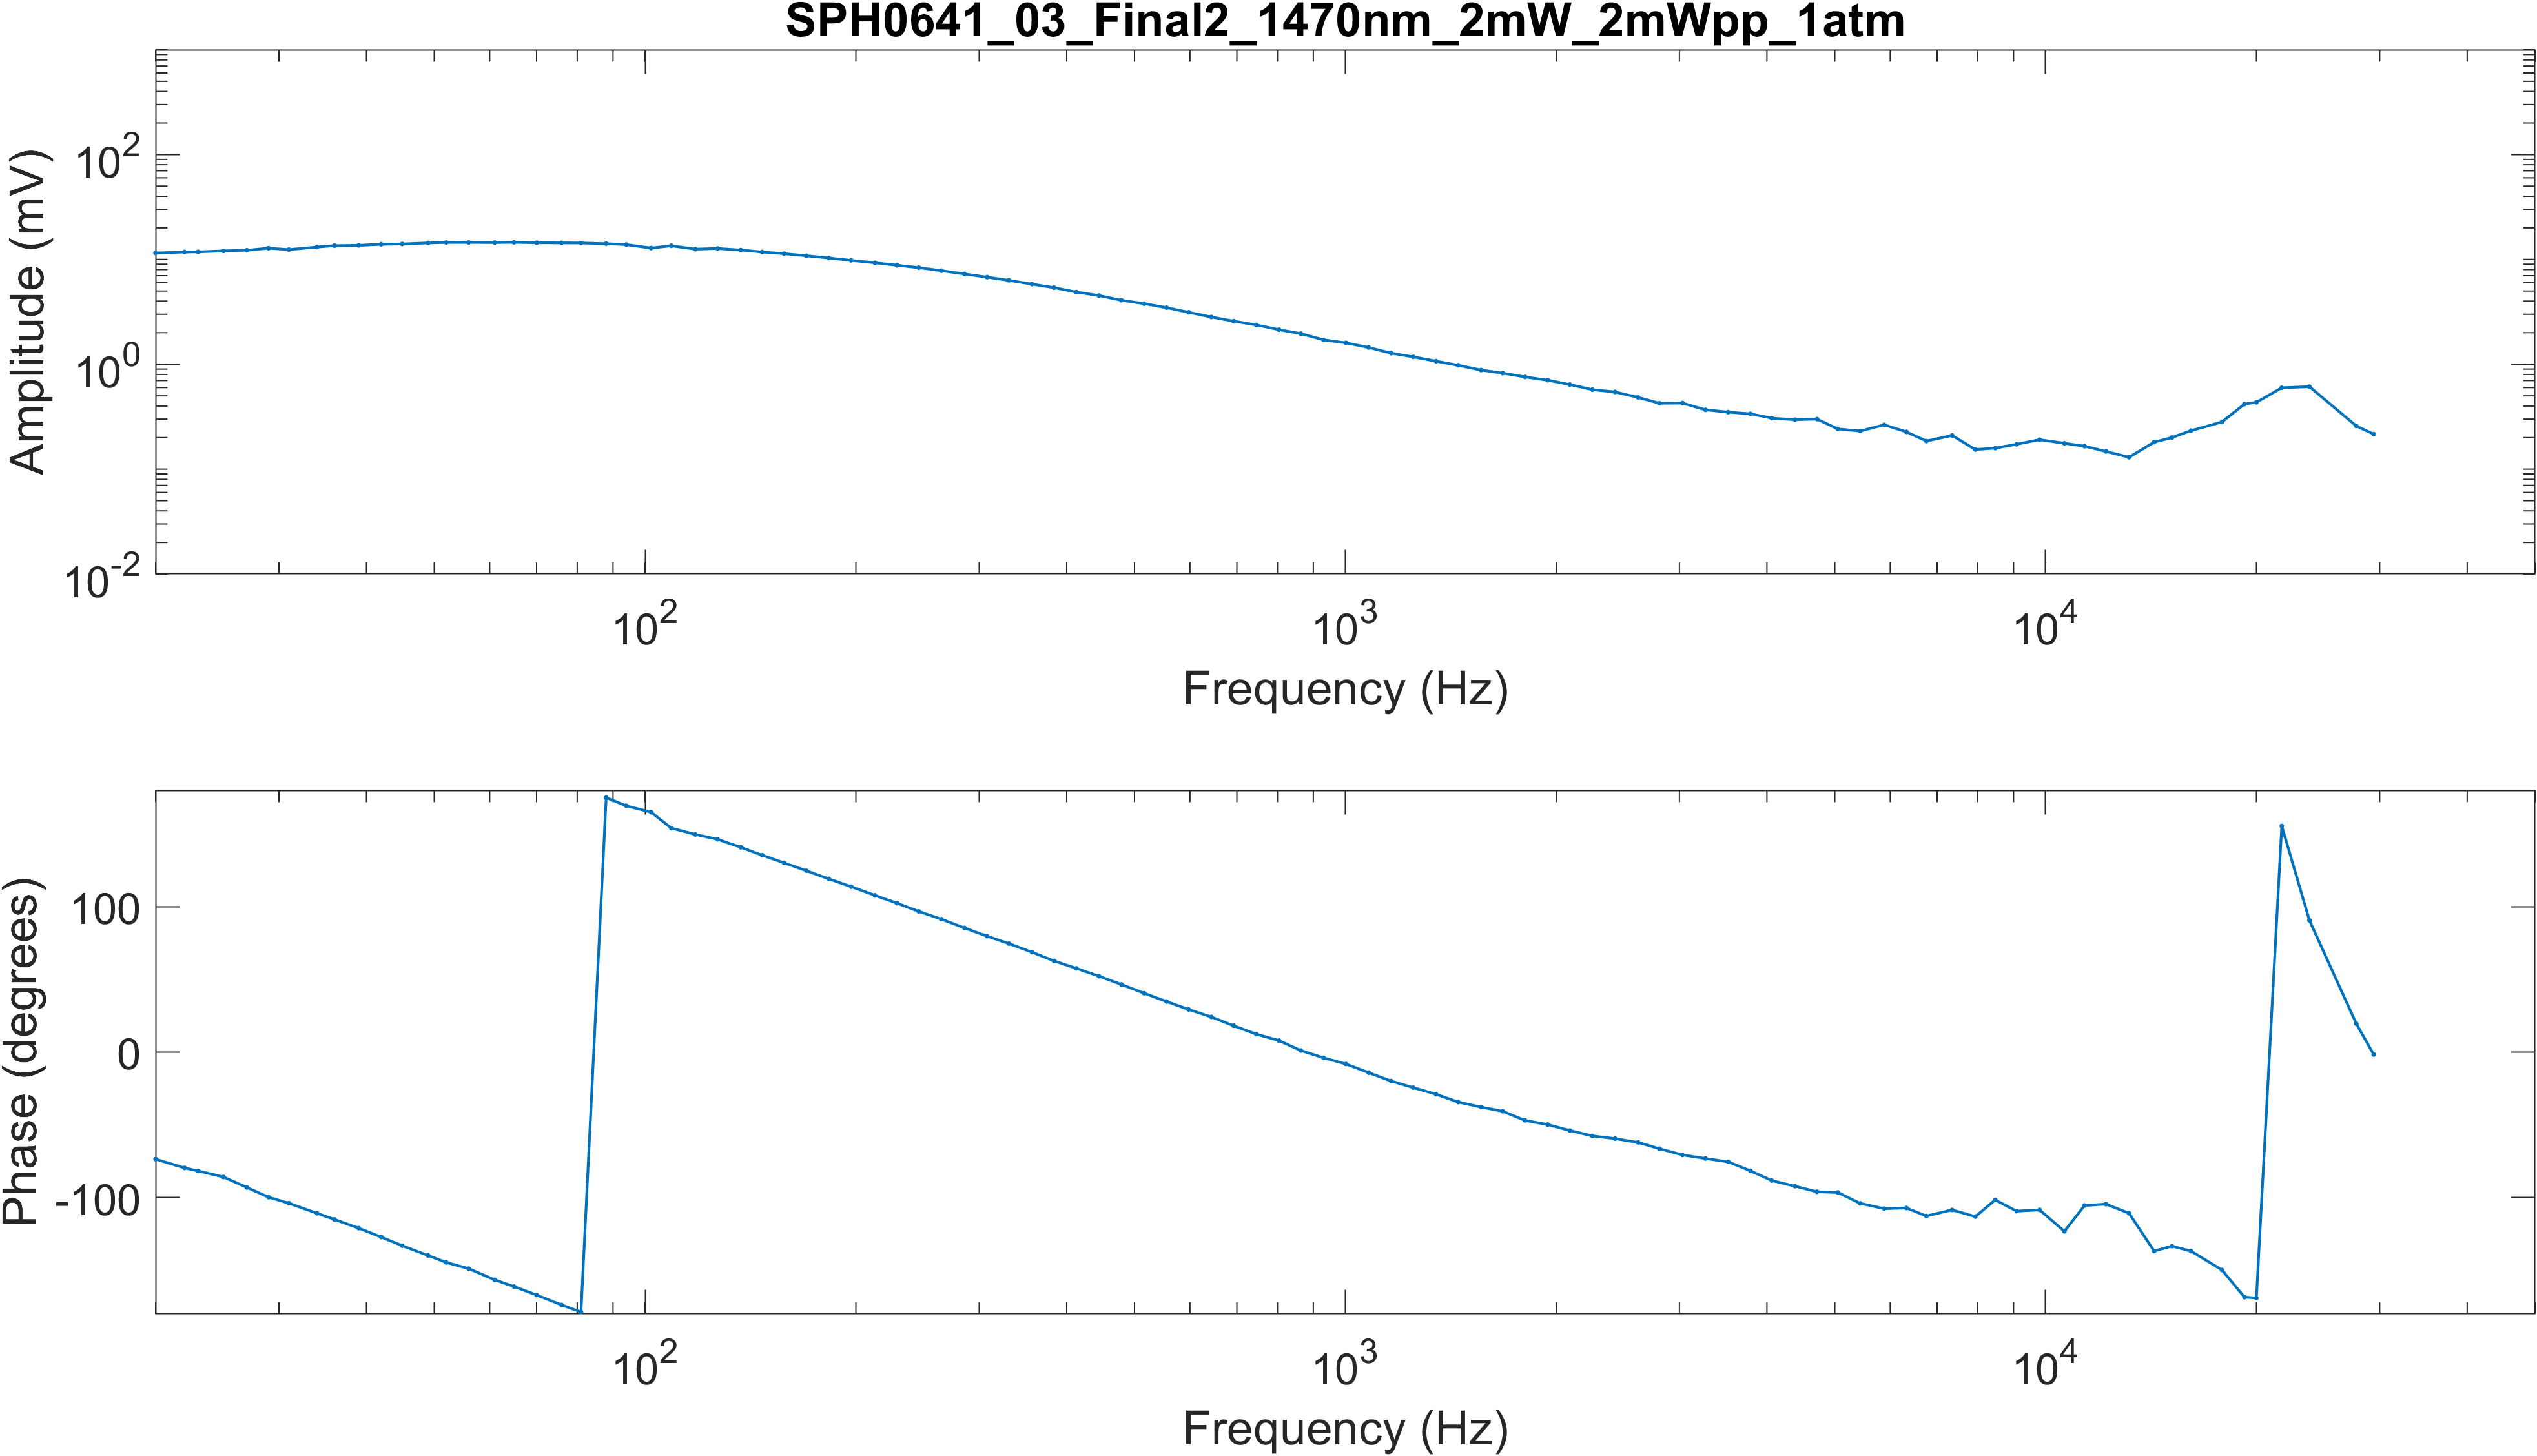 SPH0641_03_Final2_1470nm_2mW_2mWpp_1atm
Amplitude (mV)
10^2
10^0
10^-2
10^2
10^3
10^4
Frequency (Hz)
Phase (degrees)
100
0
-100
10^2
10^3
10^4
Frequency (Hz)